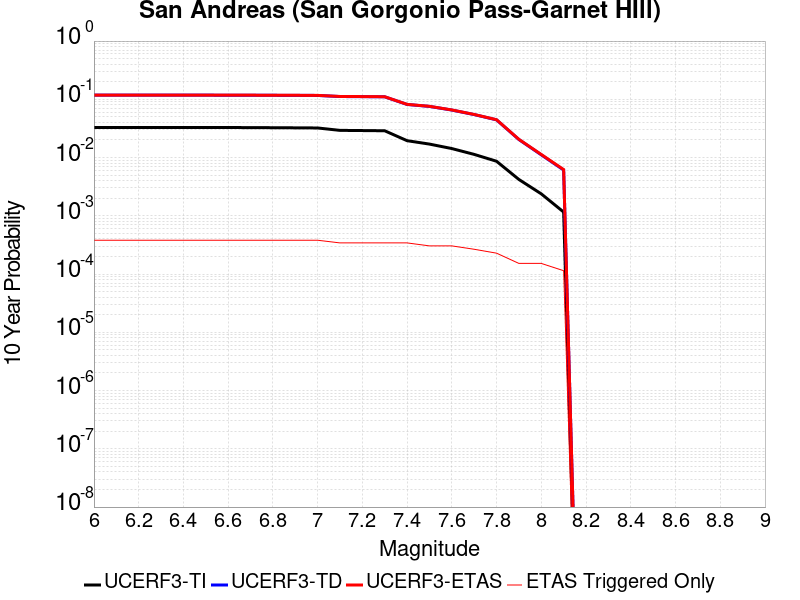 San Andreas (San Gorgonio Pass-Garnet HIll)
10^0
10^-1
10^-2
10^-3
10^-4
10^-5
10^-6
10^-7
10^-8
10 Year Probability
6 6.2 6.4 6.6 6.8 7 7.2 7.4 7.6 7.8 8 8.2 8.4 8.6 8.8 9
Magnitude
UCERF3-TI UCERF3-TD UCERF3-ETAS ETAS Triggered Only